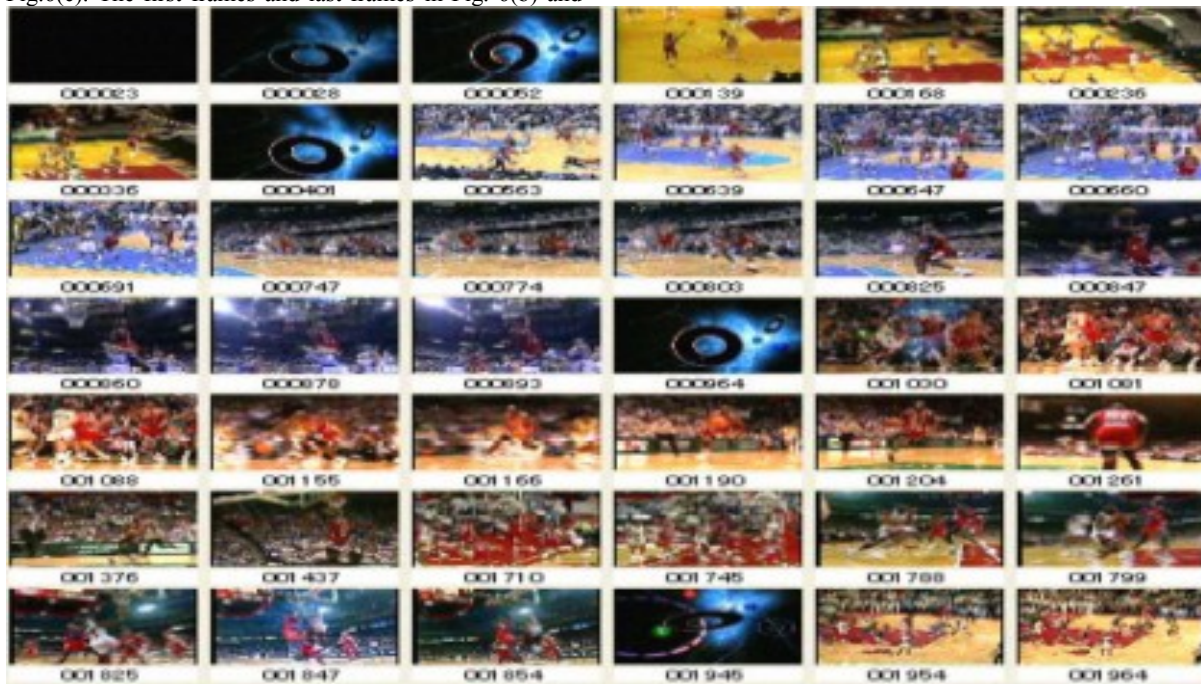 Fig.6(c). The first frames and last frames in Fig. 6(b) and
000023 000028 000052 000139 000168 000236
000336 000401 000563 000639 000647 000660
000691 000747 000774 000803 000825 000847
000860 000878 000893 000964 001030 001081
001088 001155 001166 001190 001204 001261
001376 001437 001710 001745 001788 001799
001825 001847 001854 001945 001954 001964